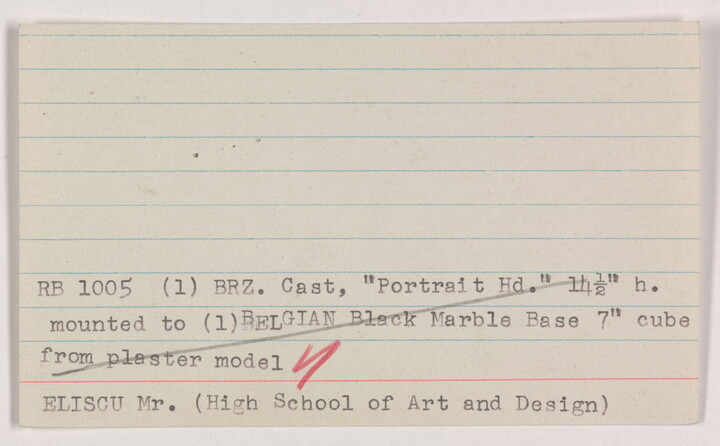 RB 1005 (1) BRZ. Cast, "Portrait Hd." 14½" h.
mounted to (1)BELGIAN Black Marble Base 7" cube
from plaster model
ELISCU Mr. (High School of Art and Design)